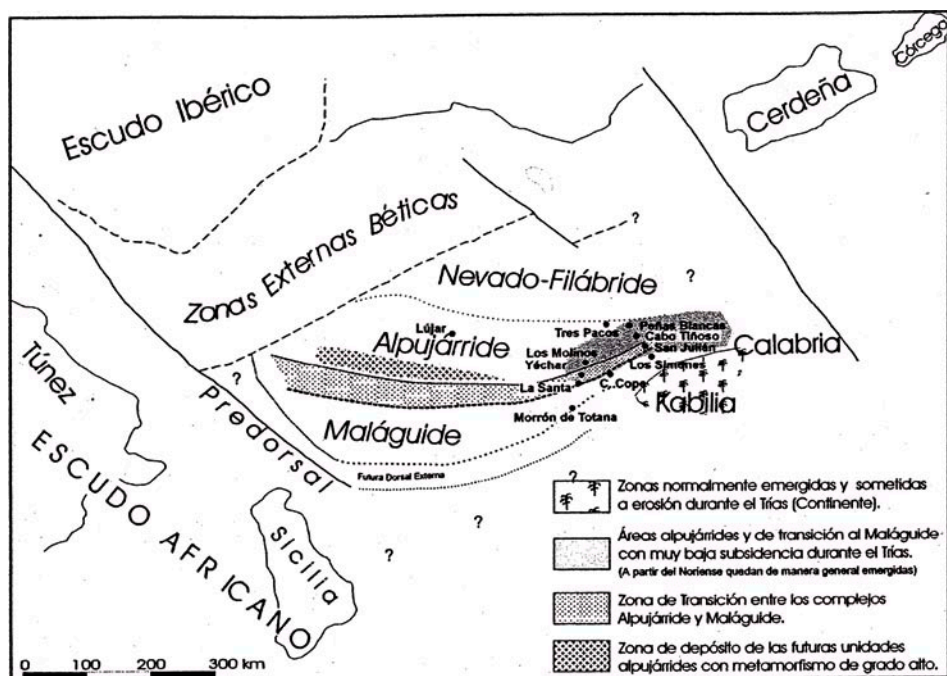 Córcega
Cerdeña
Escudo Ibérico
Zonas Externas Béticas
?
Nevado-Filábride
?
Tres Pacos
Peñas Blancas
Cabo Tiñoso
San Julián
Lújar
Alpujárride
Los Molinos
Yéchar
Los Simones
Calabria
Túnez
?
La Santa
C. Cope
Kabilia
Predorsal
Maláguide
Morrón de Totana
Futura Dorsal Externa
ESCUDO AFRICANO
Sicilia
?
?
?
?
Zonas normalmente emergidas y sometidas
a erosión durante el Trías (Continente).
Áreas alpujárrides y de transición al Maláguide
con muy baja subsidencia durante el Trías.
(A partir del Noriense quedan de manera general emergidas)
Zona de Transición entre los complejos
Alpujárride y Maláguide.
Zona de depósito de las futuras unidades
alpujárrides con metamorfismo de grado alto.
0 100 200 300 km